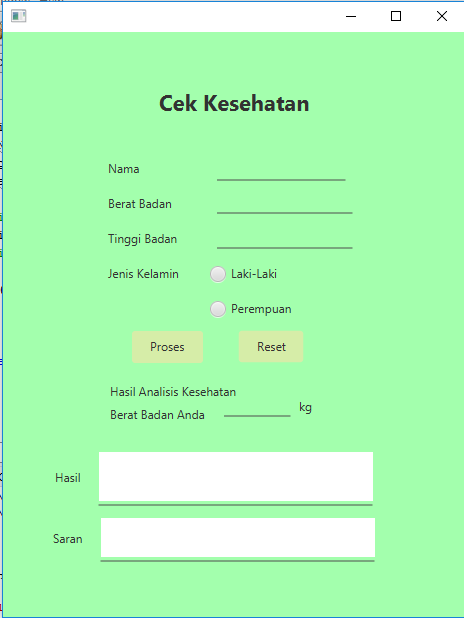 Cek Kesehatan
Nama
Berat Badan
Tinggi Badan
Jenis Kelamin Laki-Laki
Perempuan
Proses Reset
Hasil Analisis Kesehatan
Berat Badan Anda kg
Hasil
Saran